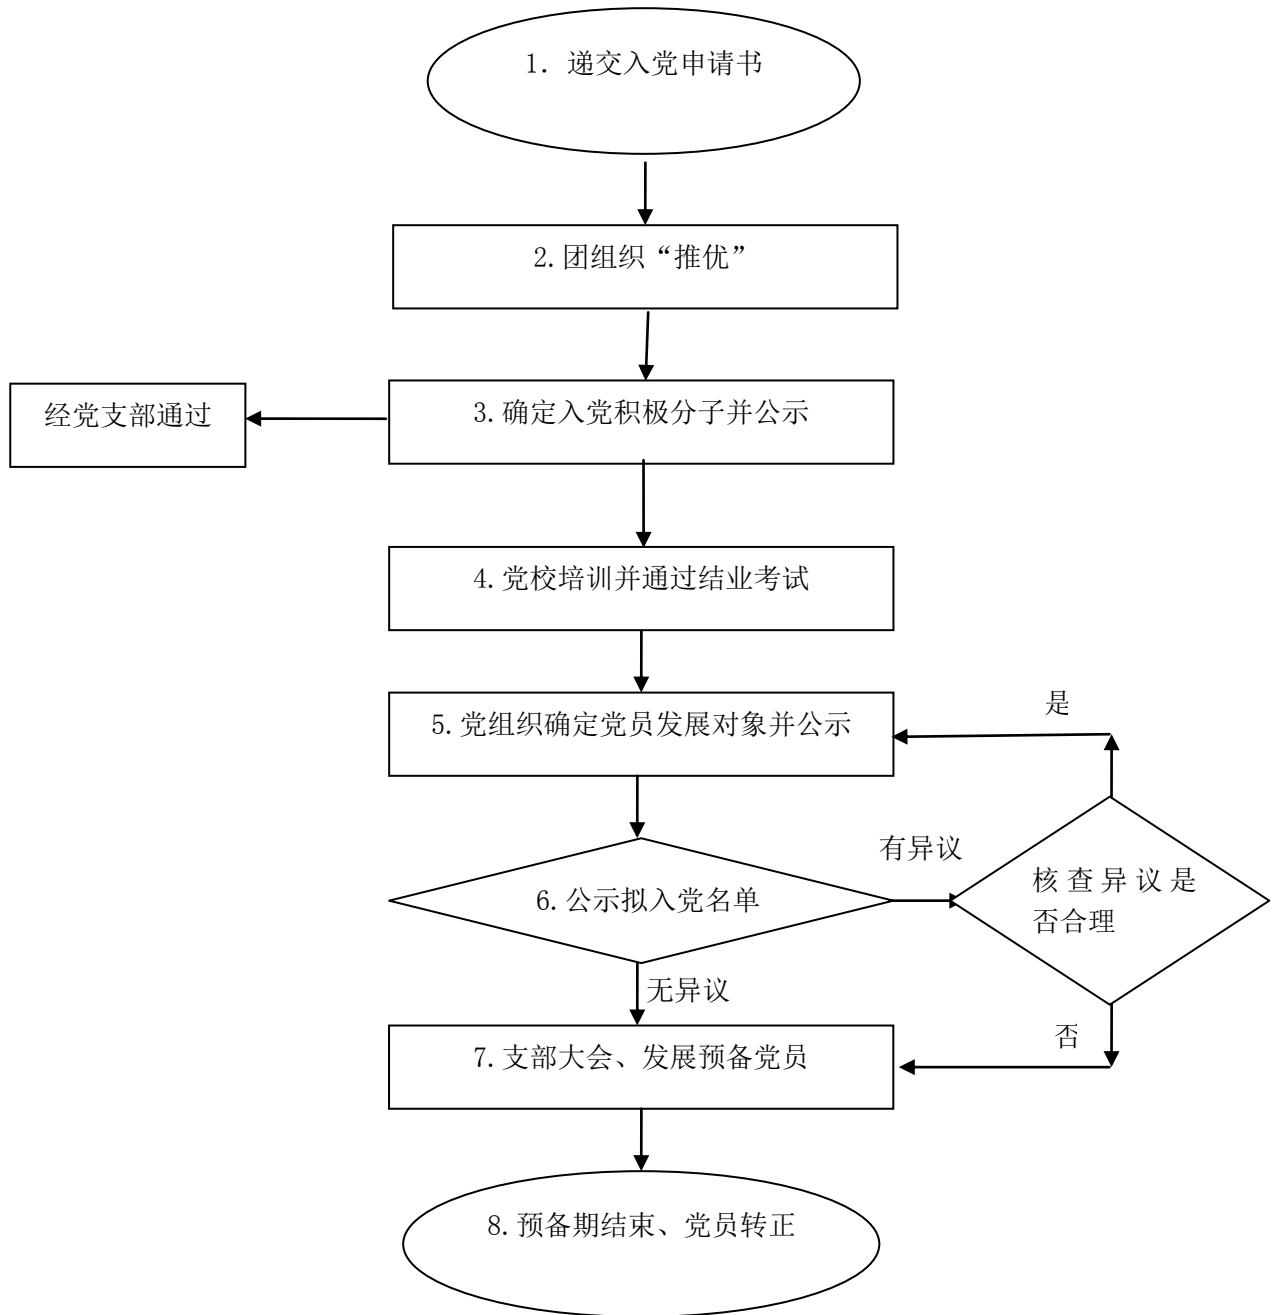 1. 递交入党申请书
2.团组织“推优”
经党支部通过
3.确定入党积极分子并公示
4.党校培训并通过结业考试
5.党组织确定党员发展对象并公示
是
有异议
6.公示拟入党名单
核查异议是
否合理
无异议
否
7.支部大会、发展预备党员
8.预备期结束、党员转正